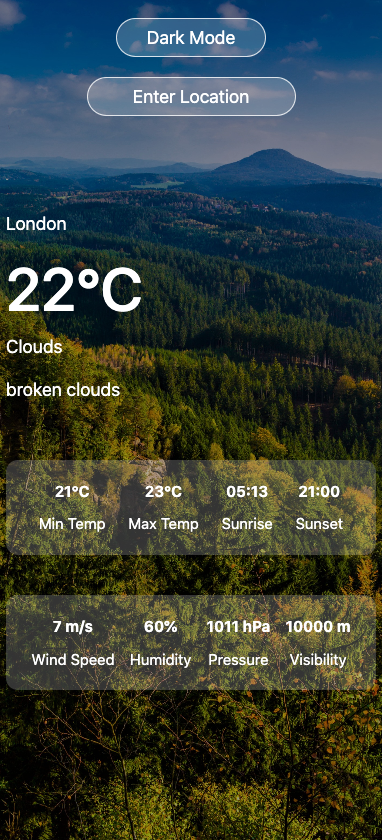 Dark Mode
Enter Location
London
22°C
Clouds
broken clouds
21°C 23°C 05:13 21:00
Min Temp Max Temp Sunrise Sunset
7 m/s 60% 1011 hPa 10000 m
Wind Speed Humidity Pressure Visibility